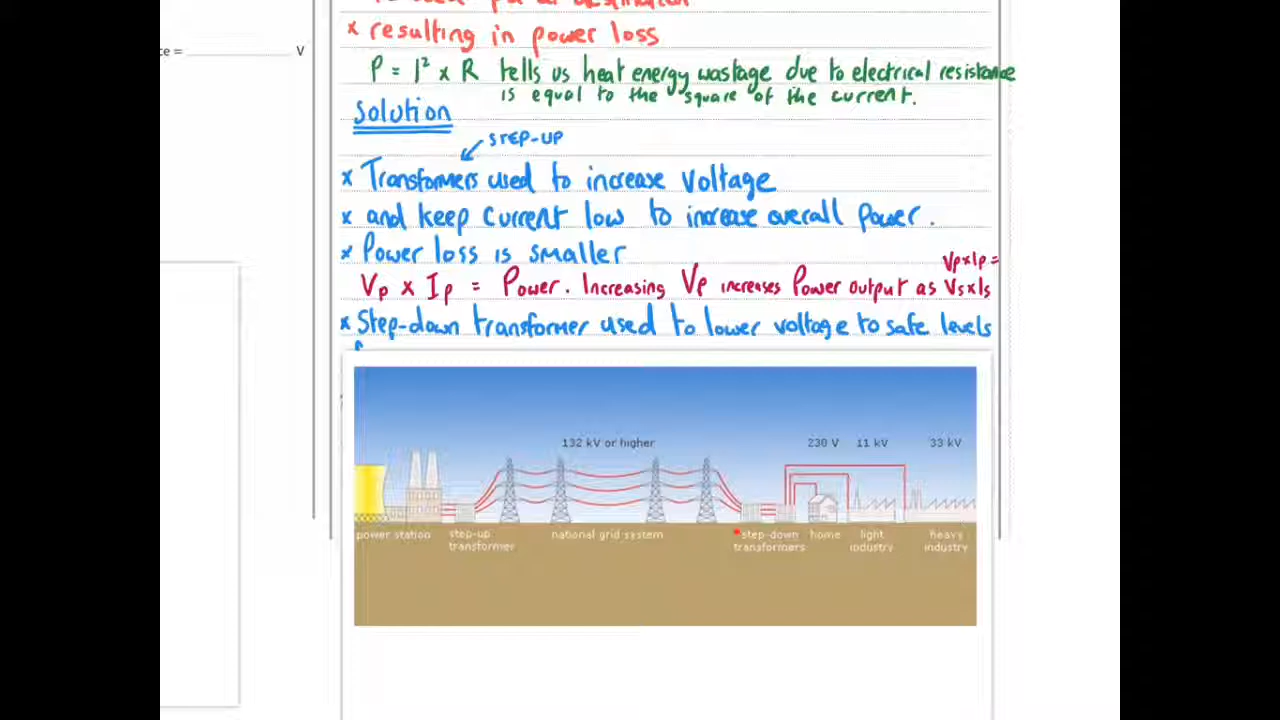 ce = ____________ V
x resulting in power loss
P = I² x R tells us heat energy wastage due to electrical resistance
is equal to the square of the current.
Solution
STEP-UP
x Transformers used to increase voltage
x and keep current low to increase overall power.
x Power loss is smaller
Vp x Ip =
Vp x Ip = Power. Increasing Vp increases Power output as Vs x Is
x Step-down transformer used to lower voltage to safe levels
132 kV or higher 230 V 11 kV 33 kV
power station step-up transformer national grid system step-down transformers home light industry heavy industry